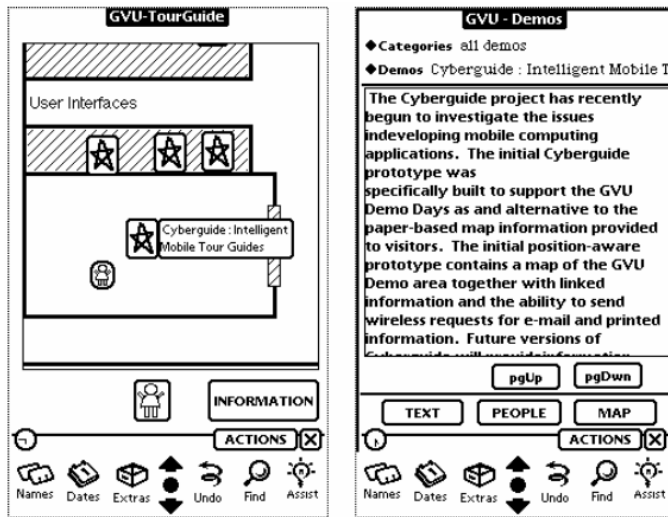 GVU-TourGuide
User Interfaces
Cyberguide : Intelligent
Mobile Tour Guides
INFORMATION
ACTIONS
Names Dates Extras Undo Find Assist
GVU - Demos
Categories all demos
Demos Cyberguide : Intelligent Mobile T
The Cyberguide project has recently
begun to investigate the issues
indeveloping mobile computing
applications. The initial Cyberguide
prototype was
specifically built to support the GVU
Demo Days as and alternative to the
paper-based map information provided
to visitors. The initial position-aware
prototype contains a map of the GVU
Demo area together with linked
information and the ability to send
wireless requests for e-mail and printed
information. Future versions of
pgUp pgDwn
TEXT PEOPLE MAP
ACTIONS
Names Dates Extras Undo Find Assist